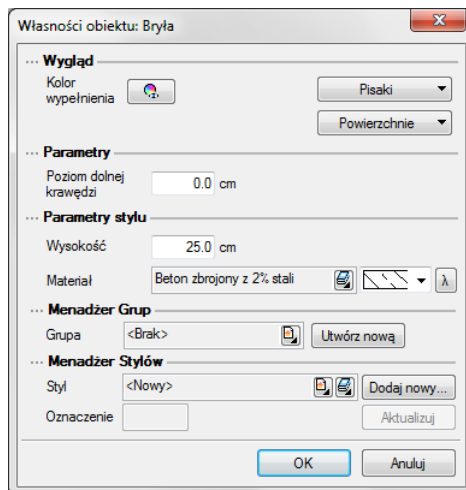 Własności obiektu: Bryła
Wygląd
Kolor
wypełnienia
Pisaki
Powierzchnie
Parametry
Poziom dolnej
krawędzi
0.0 cm
Parametry stylu
Wysokość 25.0 cm
Materiał Beton zbrojony z 2% stali λ
Menadżer Grup
Grupa <Brak> Utwórz nową
Menadżer Stylów
Styl <Nowy> Dodaj nowy...
Oznaczenie Aktualizuj
OK Anuluj